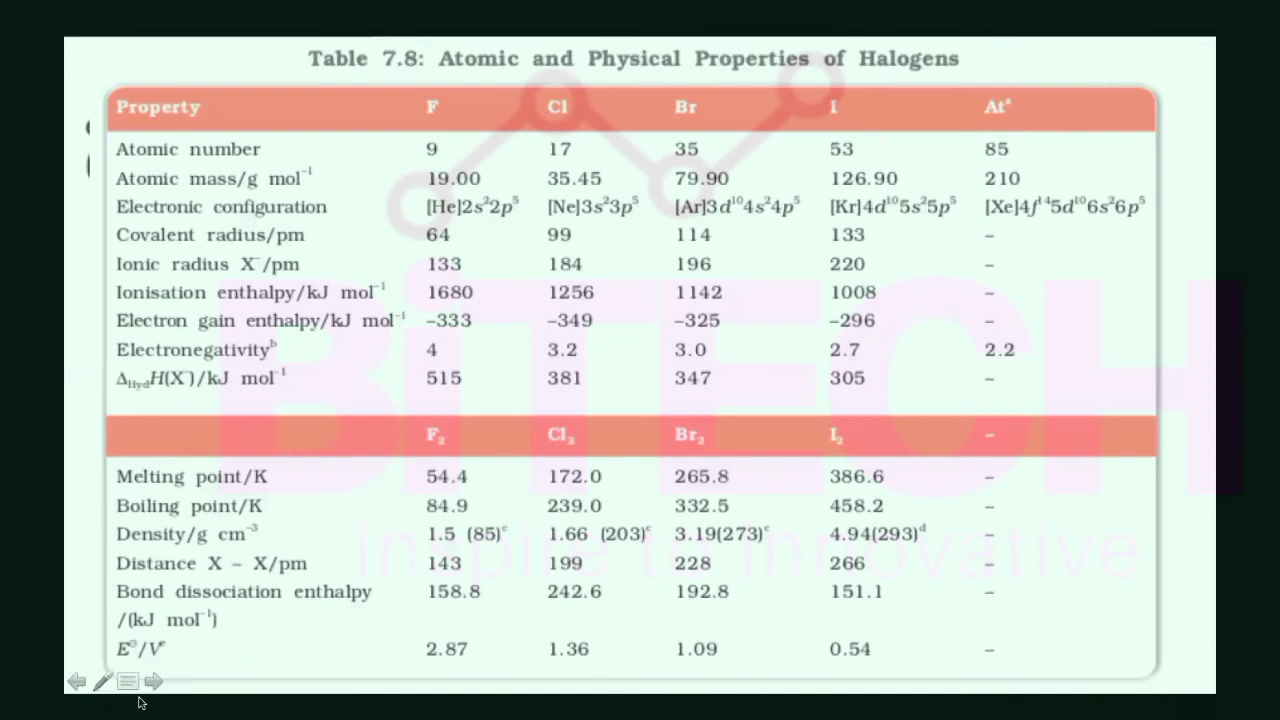 Table 7.8: Atomic and Physical Properties of Halogens
Property F Cl Br I Atᵃ
Atomic number 9 17 35 53 85
Atomic mass/g mol⁻¹ 19.00 35.45 79.90 126.90 210
Electronic configuration [He]2s²2p⁵ [Ne]3s²3p⁵ [Ar]3d¹⁰4s²4p⁵ [Kr]4d¹⁰5s²5p⁵ [Xe]4f¹⁴5d¹⁰6s²6p⁵
Covalent radius/pm 64 99 114 133 –
Ionic radius X⁻/pm 133 184 196 220 –
Ionisation enthalpy/kJ mol⁻¹ 1680 1256 1142 1008 –
Electron gain enthalpy/kJ mol⁻¹ –333 –349 –325 –296 –
Electronegativityᵇ 4 3.2 3.0 2.7 2.2
ΔHydH(X⁻)/kJ mol⁻¹ 515 381 347 305 –
F₂ Cl₂ Br₂ I₂ –
Melting point/K 54.4 172.0 265.8 386.6 –
Boiling point/K 84.9 239.0 332.5 458.2 –
Density/g cm⁻³ 1.5 (85)ᶜ 1.66 (203)ᶜ 3.19(273)ᶜ 4.94(293)ᵈ –
Distance X – X/pm 143 199 228 266 –
Bond dissociation enthalpy 158.8 242.6 192.8 151.1 –
/(kJ mol⁻¹)
E⊖/Vᵉ 2.87 1.36 1.09 0.54 –
BiTECH
Inspire to innovative